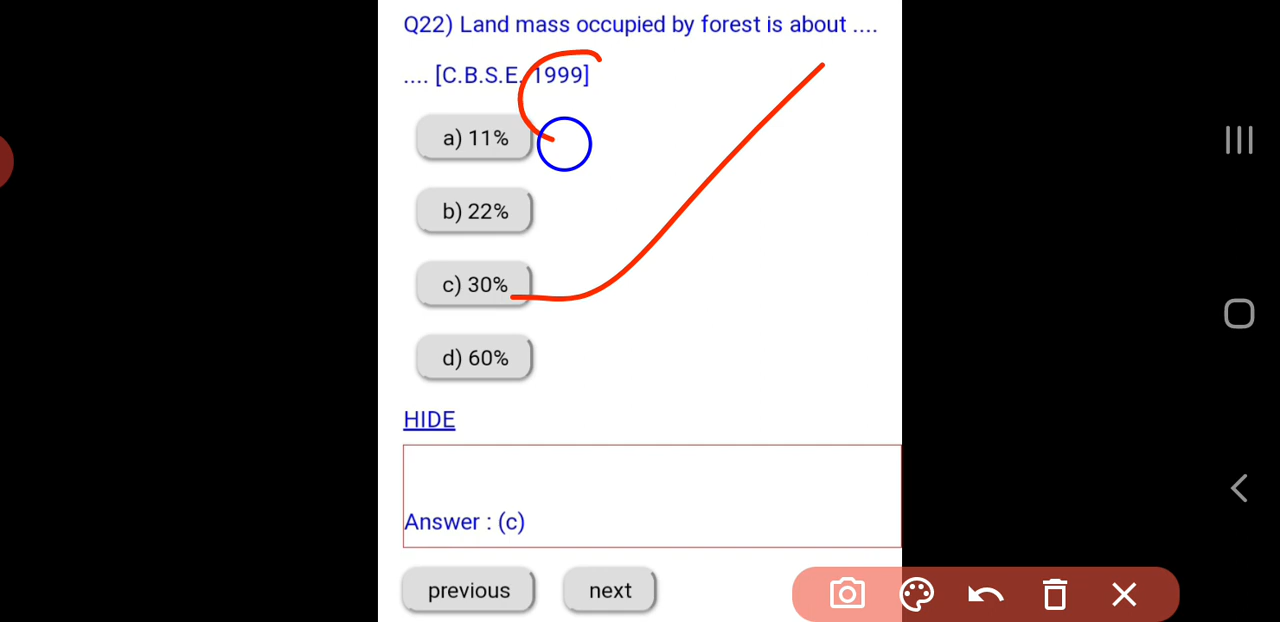 Q22) Land mass occupied by forest is about ....
.... [C.B.S.E. 1999]
a) 11%
b) 22%
c) 30%
d) 60%
HIDE
Answer : (c)
previous next